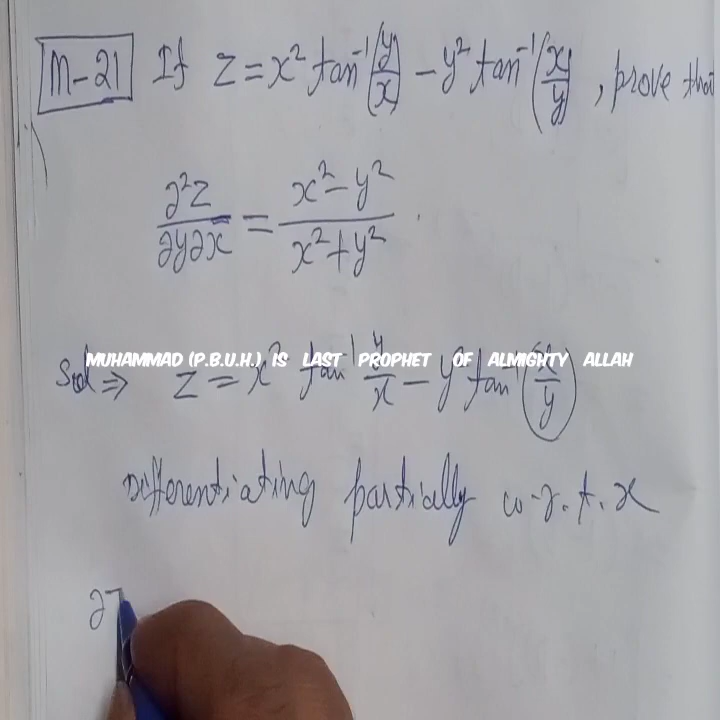 M-21 If z = x² tan⁻¹(y/x) - y² tan⁻¹(x/y), prove that
∂²z/∂y∂x = (x² - y²)/(x² + y²).
MUHAMMAD (P.B.U.H.) IS LAST PROPHET OF ALMIGHTY ALLAH
Sol ⇒ z = x² tan⁻¹ y/x - y² tan⁻¹(x/y)
Differentiating partially w.r.t. x